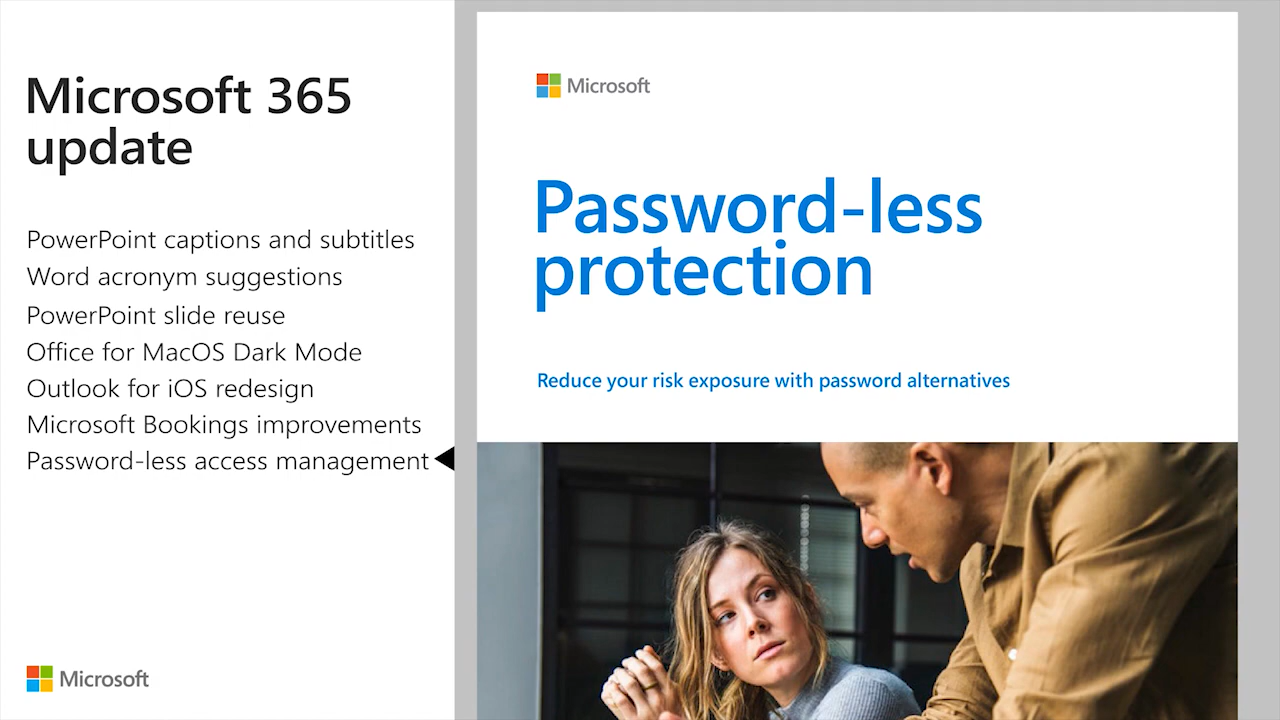 Microsoft 365
update
PowerPoint captions and subtitles
Word acronym suggestions
PowerPoint slide reuse
Office for MacOS Dark Mode
Outlook for iOS redesign
Microsoft Bookings improvements
Password-less access management
Microsoft
Microsoft
Password-less
protection
Reduce your risk exposure with password alternatives